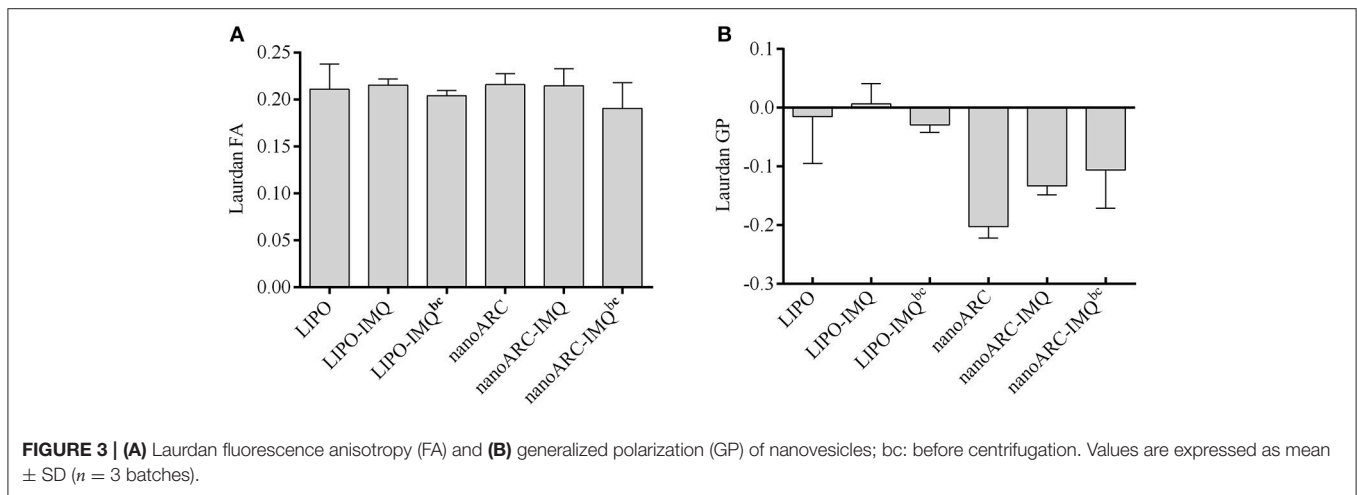 A
B
0.25
0.20
0.15
0.10
0.05
0.00
Laurdan FA
LIPO
LIPO-IMQ
LIPO-IMQbc
nanoARC
nanoARC-IMQ
nanoARC-IMQbc
0.1
0.0
-0.1
-0.2
-0.3
Laurdan GP
LIPO
LIPO-IMQ
LIPO-IMQbc
nanoARC
nanoARC-IMQ
nanoARC-IMQbc
FIGURE 3 | (A) Laurdan fluorescence anisotropy (FA) and (B) generalized polarization (GP) of nanovesicles; bc: before centrifugation. Values are expressed as mean
± SD (n = 3 batches).